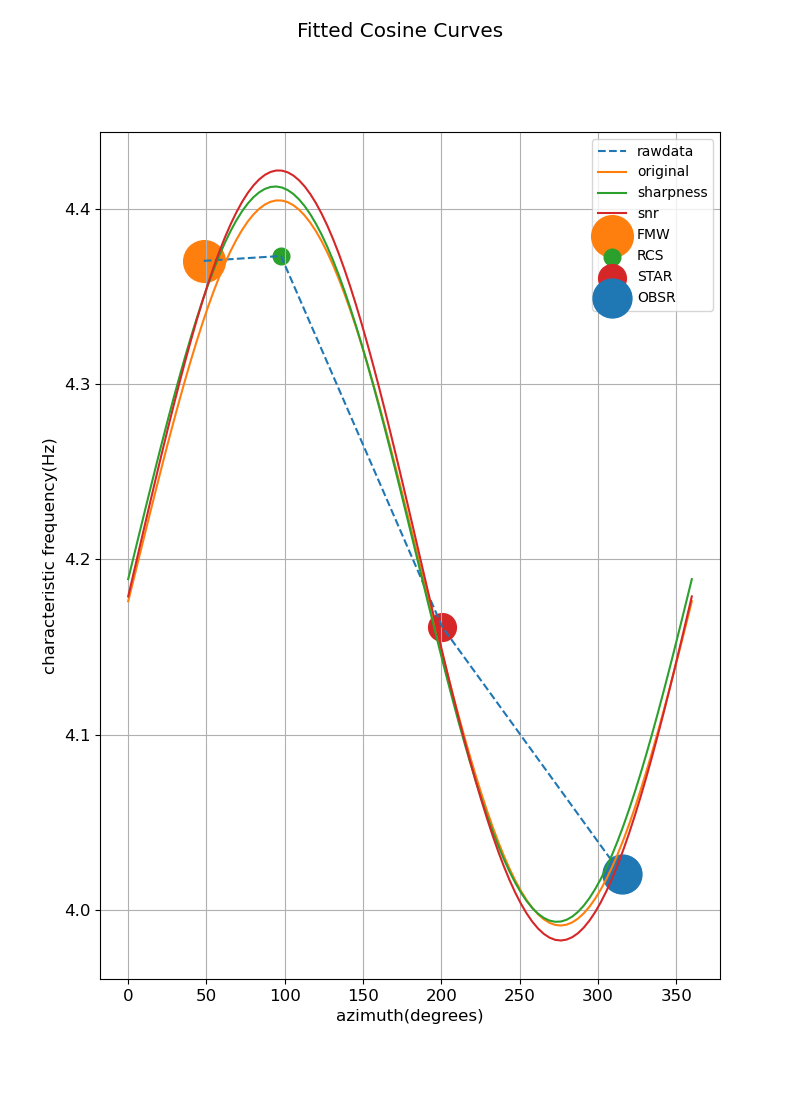 Fitted Cosine Curves
rawdata
original
sharpness
snr
FMW
RCS
STAR
OBSR
4.4
4.3
4.2
4.1
4.0
characteristic frequency(Hz)
0 50 100 150 200 250 300 350
azimuth(degrees)